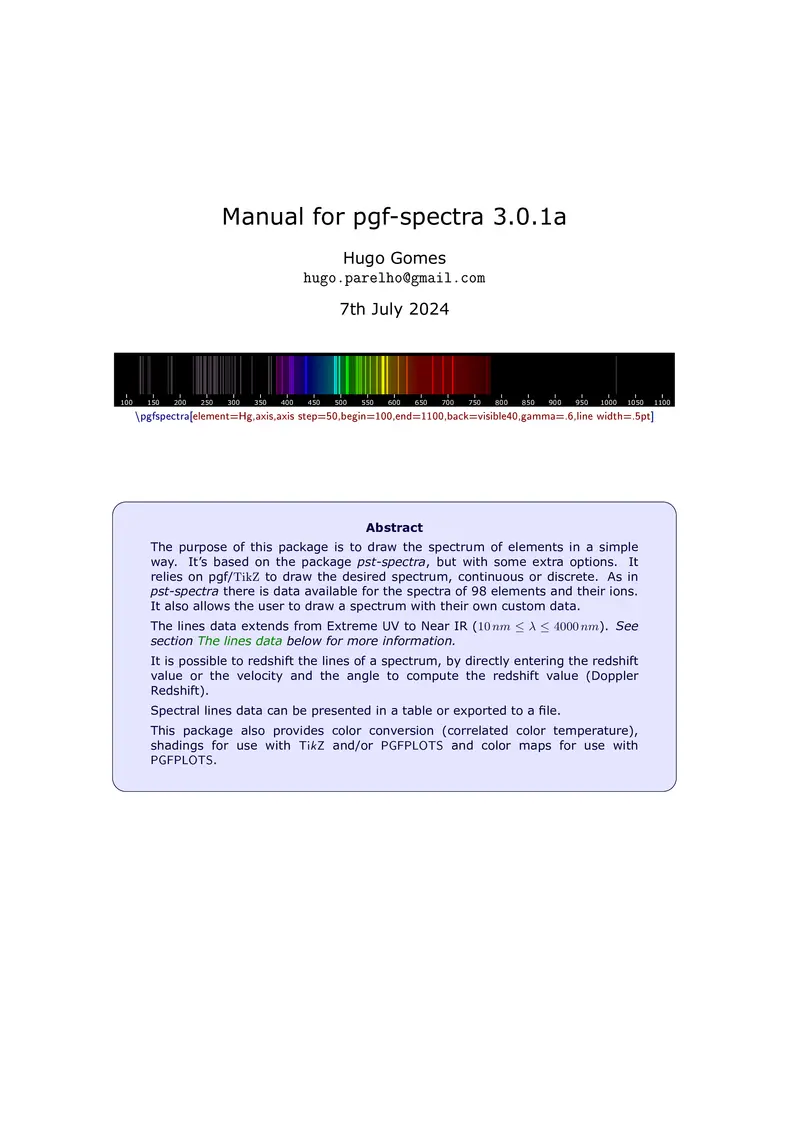 Manual for pgf-spectra 3.0.1a
Hugo Gomes
hugo.parelho@gmail.com
7th July 2024
100 150 200 250 300 350 400 450 500 550 600 650 700 750 800 850 900 950 1000 1050 1100
\pgfspectra[element=Hg,axis,axis step=50,begin=100,end=1100,back=visible40,gamma=.6,line width=.5pt]
Abstract
The purpose of this package is to draw the spectrum of elements in a simple
way. It's based on the package pst-spectra, but with some extra options. It
relies on pgf/TikZ to draw the desired spectrum, continuous or discrete. As in
pst-spectra there is data available for the spectra of 98 elements and their ions.
It also allows the user to draw a spectrum with their own custom data.
The lines data extends from Extreme UV to Near IR (10 nm ≤ λ ≤ 4000 nm). See
section The lines data below for more information.
It is possible to redshift the lines of a spectrum, by directly entering the redshift
value or the velocity and the angle to compute the redshift value (Doppler
Redshift).
Spectral lines data can be presented in a table or exported to a file.
This package also provides color conversion (correlated color temperature),
shadings for use with TikZ and/or PGFPLOTS and color maps for use with
PGFPLOTS.